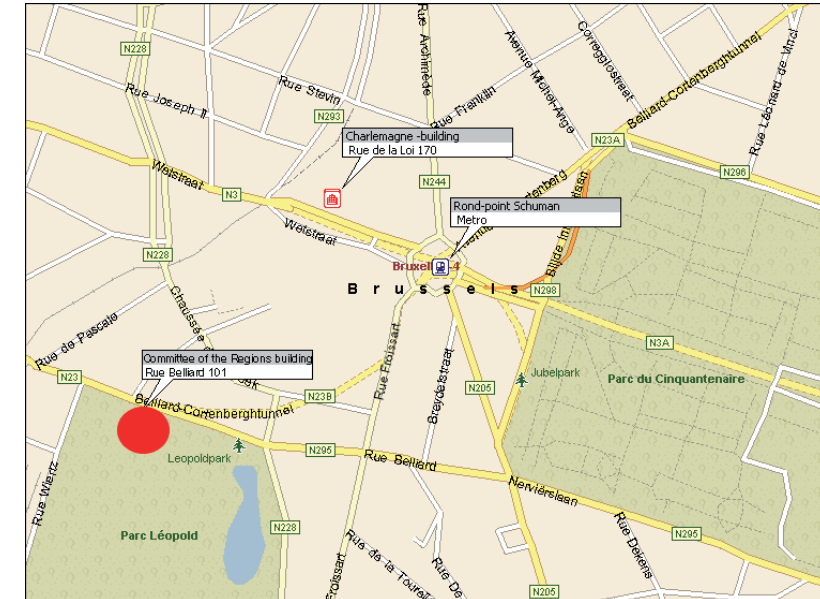 N228
Rue Archimède
Correggiostreet
Avenue Michel-Ange
Rue Léonard de Vinci
Rue Stevin
Rue Joseph II
N293
Rue Franklin
Belliard-Cortenberghtunnel
N23A
Charlemagne -building
Rue de la Loi 170
N296
Wetstraat
N3
N244
Rond-point Schuman
Metro
Wetstraat
N228
Brussels
N298
Chaussée
Rue de Pascale
N3A
Committee of the Regions building
Rue Belliard 101
Rue Froissart
Breydelstraat
N205
Jubelpark
Parc du Cinquantenaire
N23
N23B
Belliard-Cortenberghtunnel
Leopoldpark
N295
Rue Belliard
Nerviërslaan
Rue Wiertz
Parc Léopold
N228
N295
Rue Dekens
Froissart
Rue de la
Rue De
N205